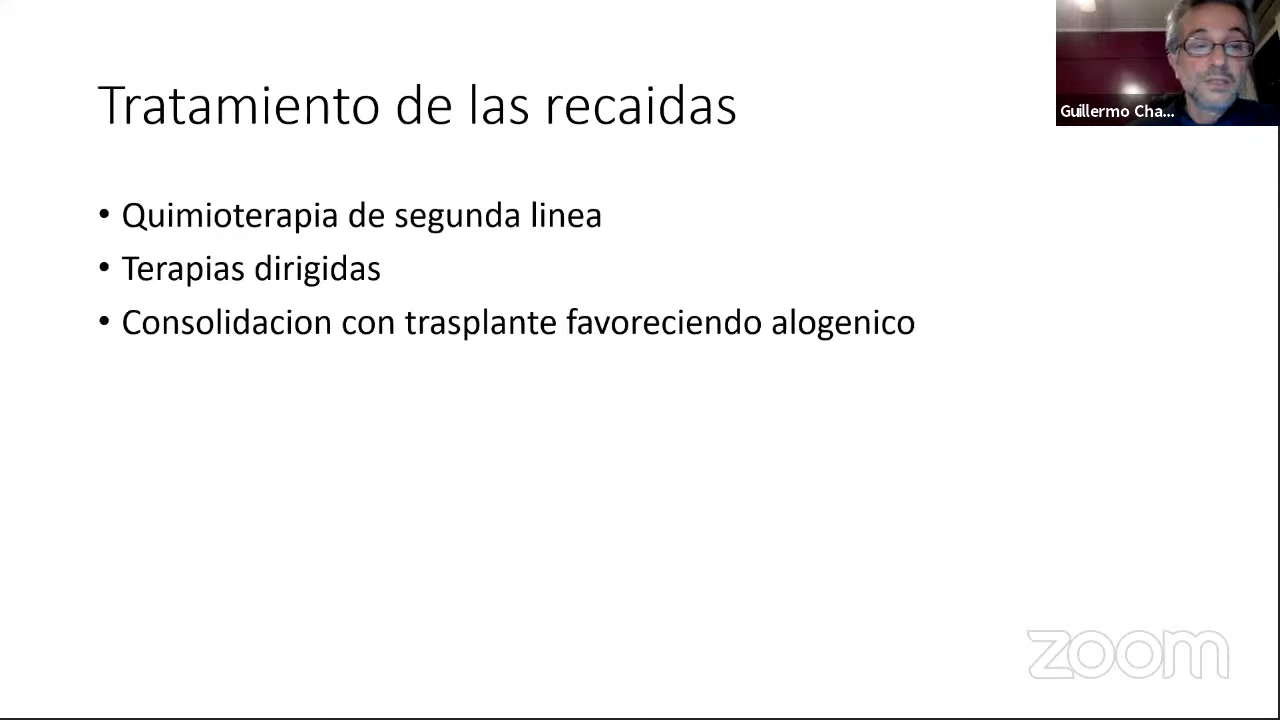 Tratamiento de las recaidas
Guillermo Cha...
• Quimioterapia de segunda linea
• Terapias dirigidas
• Consolidacion con trasplante favoreciendo alogenico
zoom